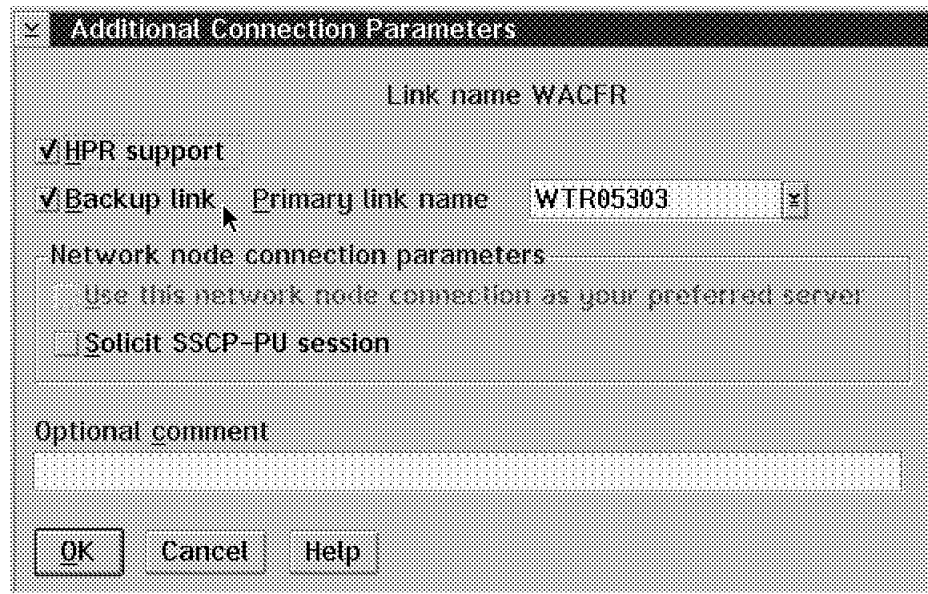 Additional Connection Parameters
Link name WACFR
HPR support
Backup link Primary link name WTR05303
Network node connection parameters
Use this network node connection as your preferred server
Solicit SSCP-PU session
Optional comment
OK Cancel Help